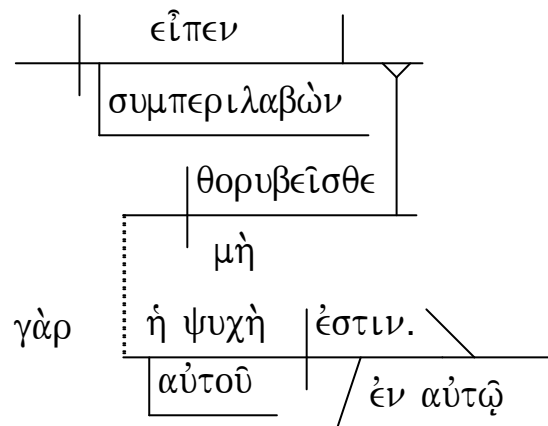 εἶπεν
συμπεριλαβὼν
θορυβεῖσθε
μὴ
γὰρ ἡ ψυχὴ ἐστιν.
αὐτοῦ ἐν αὐτῷ